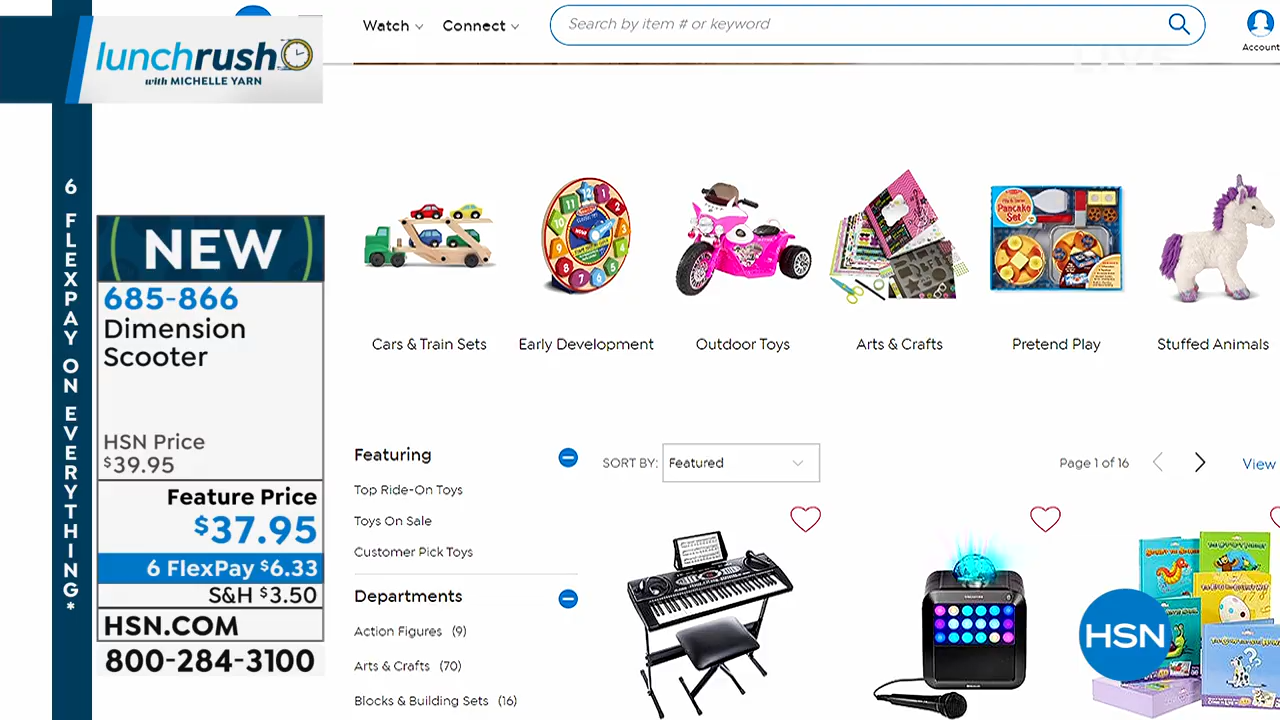 lunchrush
with MICHELLE YARN
6 FLEXPAY ON EVERYTHING*
NEW
685-866
Dimension
Scooter
HSN Price
$39.95
Feature Price
$37.95
6 FlexPay $6.33
S&H $3.50
HSN.COM
800-284-3100
Watch
Connect
Search by item # or keyword
Account
LIVE
Pancake
Set
Cars & Train Sets
Early Development
Outdoor Toys
Arts & Crafts
Pretend Play
Stuffed Animals
Featuring
Top Ride-On Toys
Toys On Sale
Customer Pick Toys
Departments
Action Figures (9)
Arts & Crafts (70)
Blocks & Building Sets (16)
SORT BY: Featured
Page 1 of 16
View
HSN